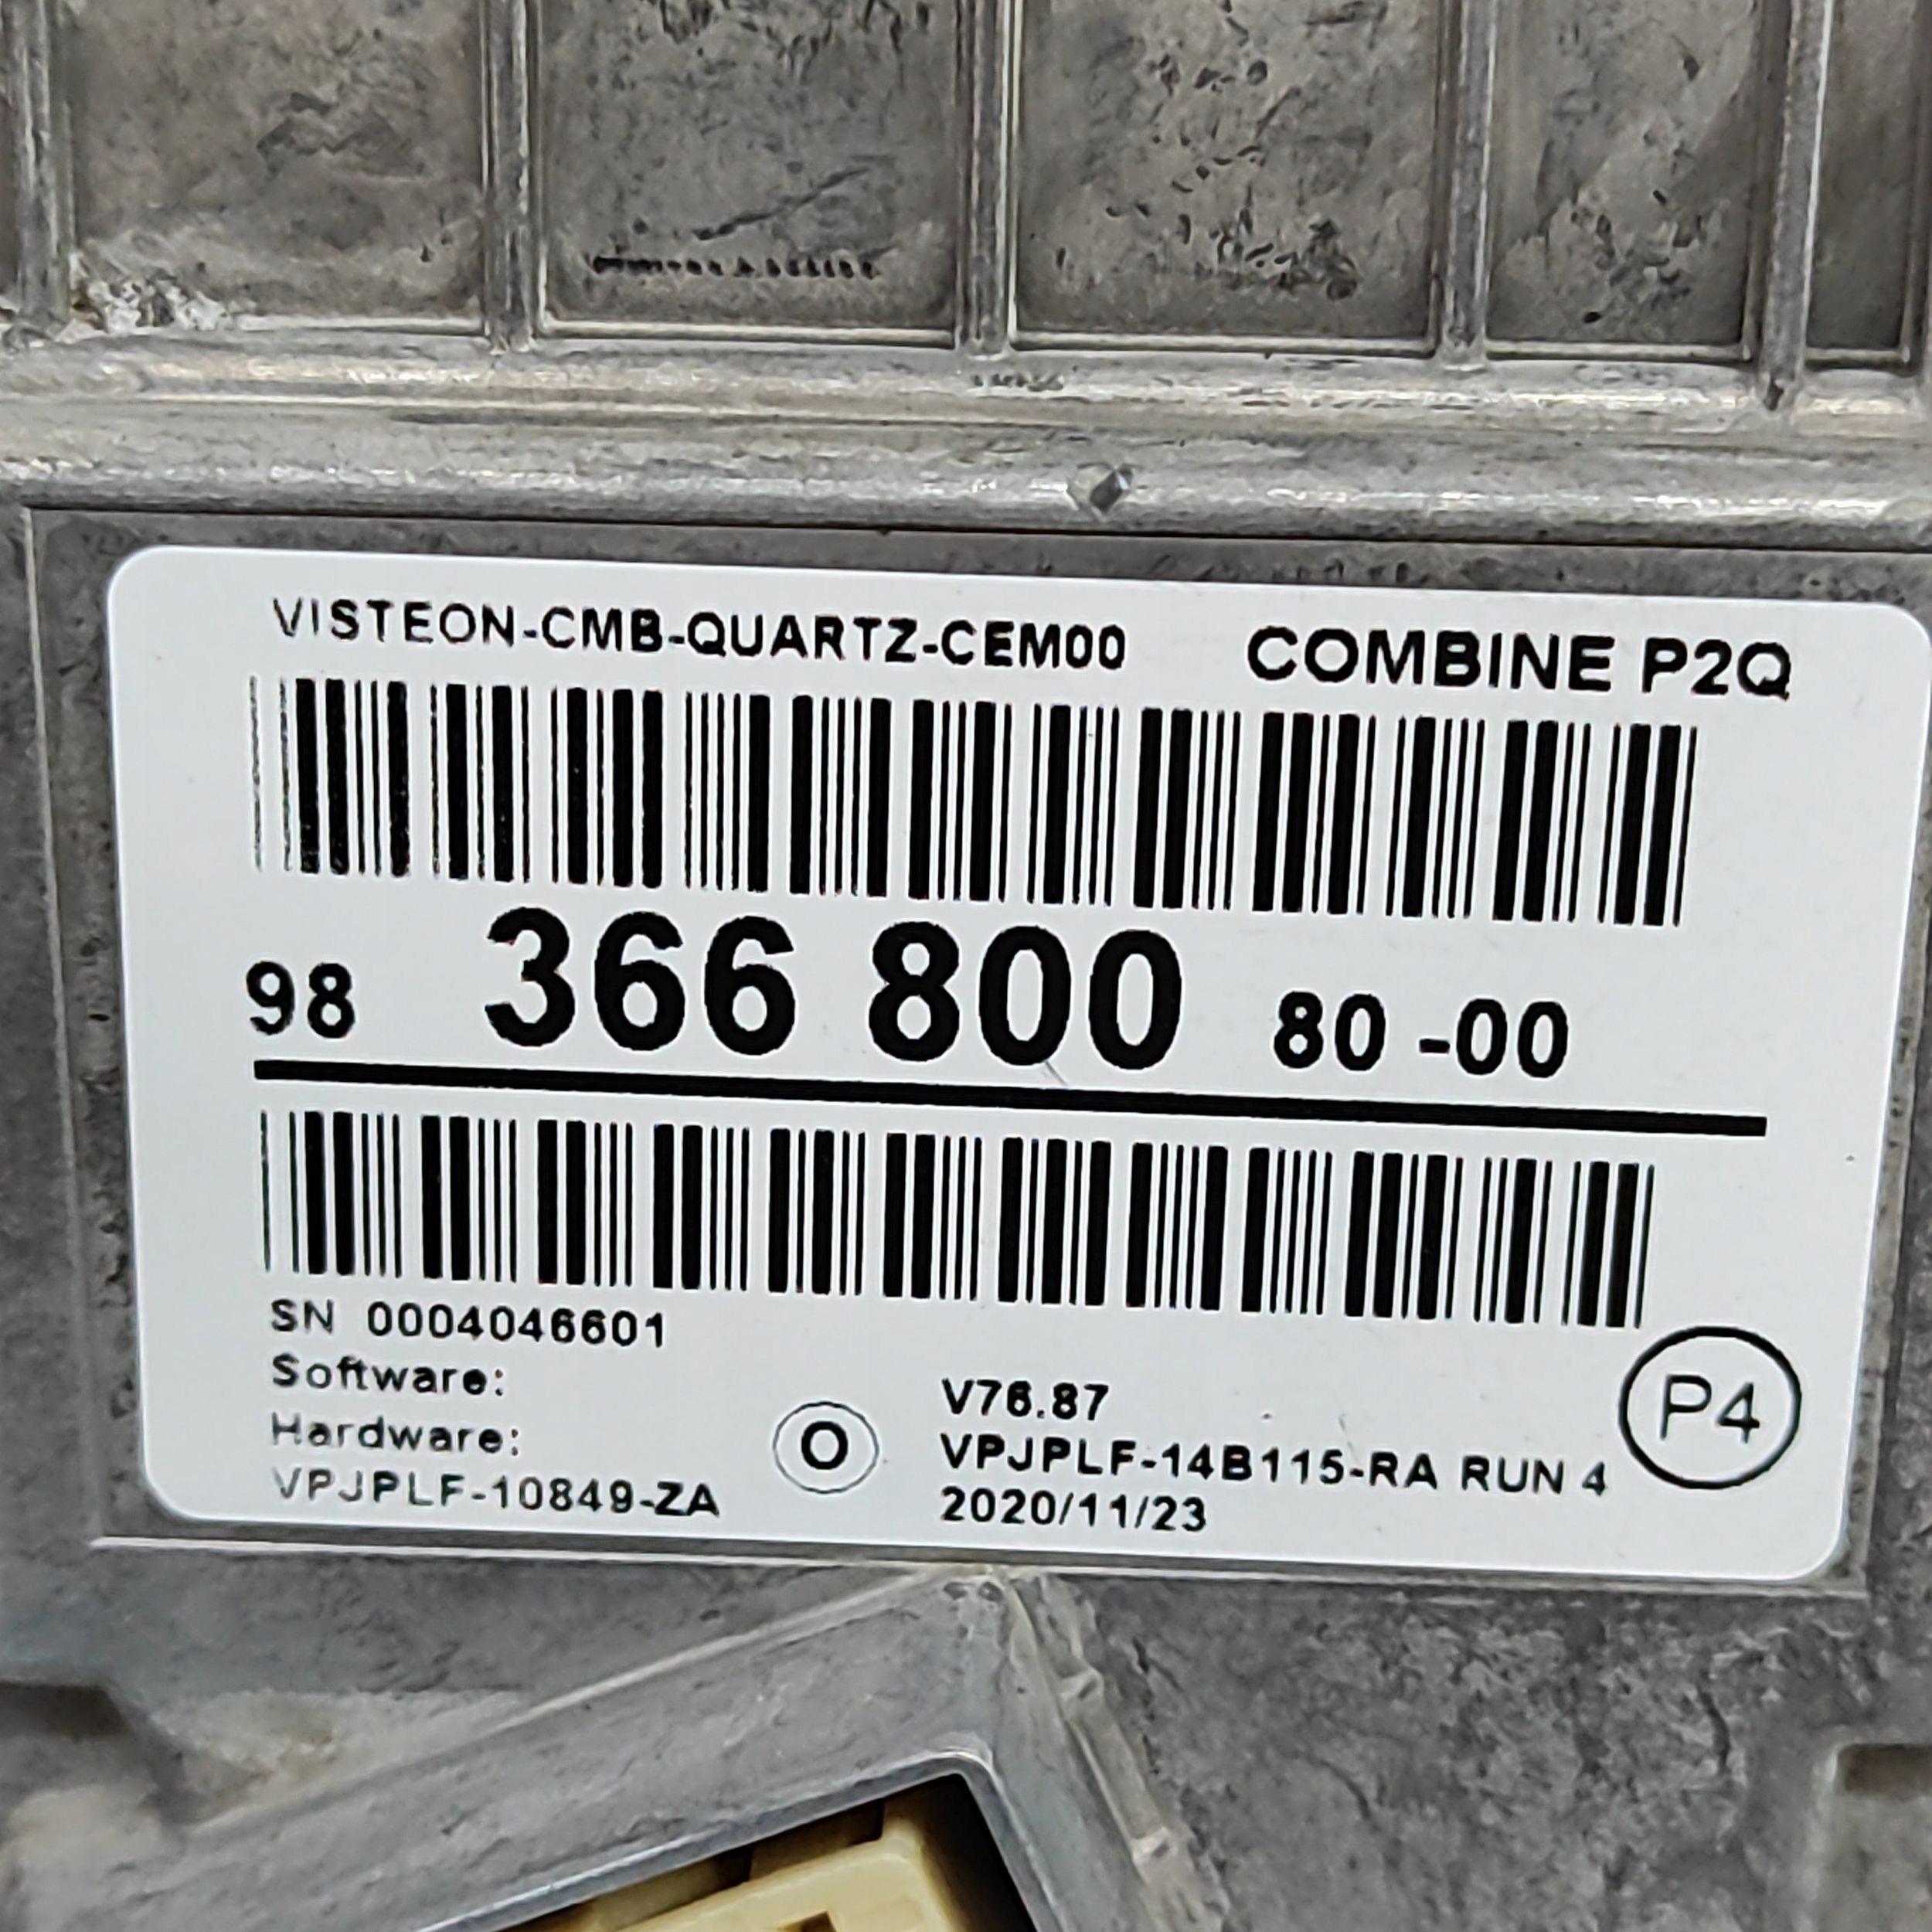 VISTEON-CMB-QUARTZ-CEM00 COMBINE P2Q
98 366 800 80 -00
SN 0004046601
Software:
V76.87
Hardware:
O
VPJPLF-14B115-RA RUN 4
P4
VPJPLF-10849-ZA
2020/11/23